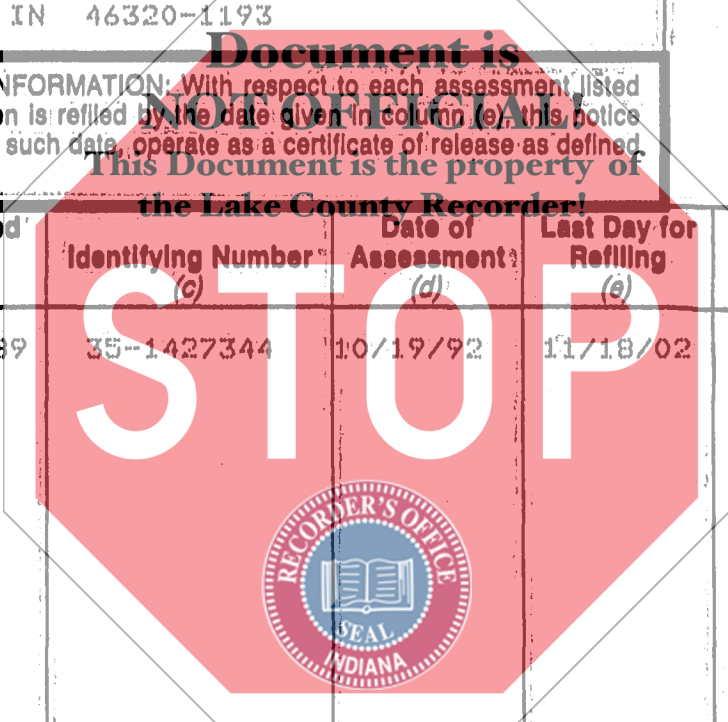 IN 46320-1193
Document is
NFORMATION: With respect to each assessment listed
NOT OFFICIAL!
n is refiled by the date given in column (e), this notice
such date, operate as a certificate of release as defined
This Document is the property of
the Lake County Recorder!
Identifying Number
(c)
Date of
Assessment
(d)
Last Day for
Refiling
(e)
35-1427344 10/19/92 11/18/02
STOP
RECORDER'S OFFICE
SEAL
INDIANA